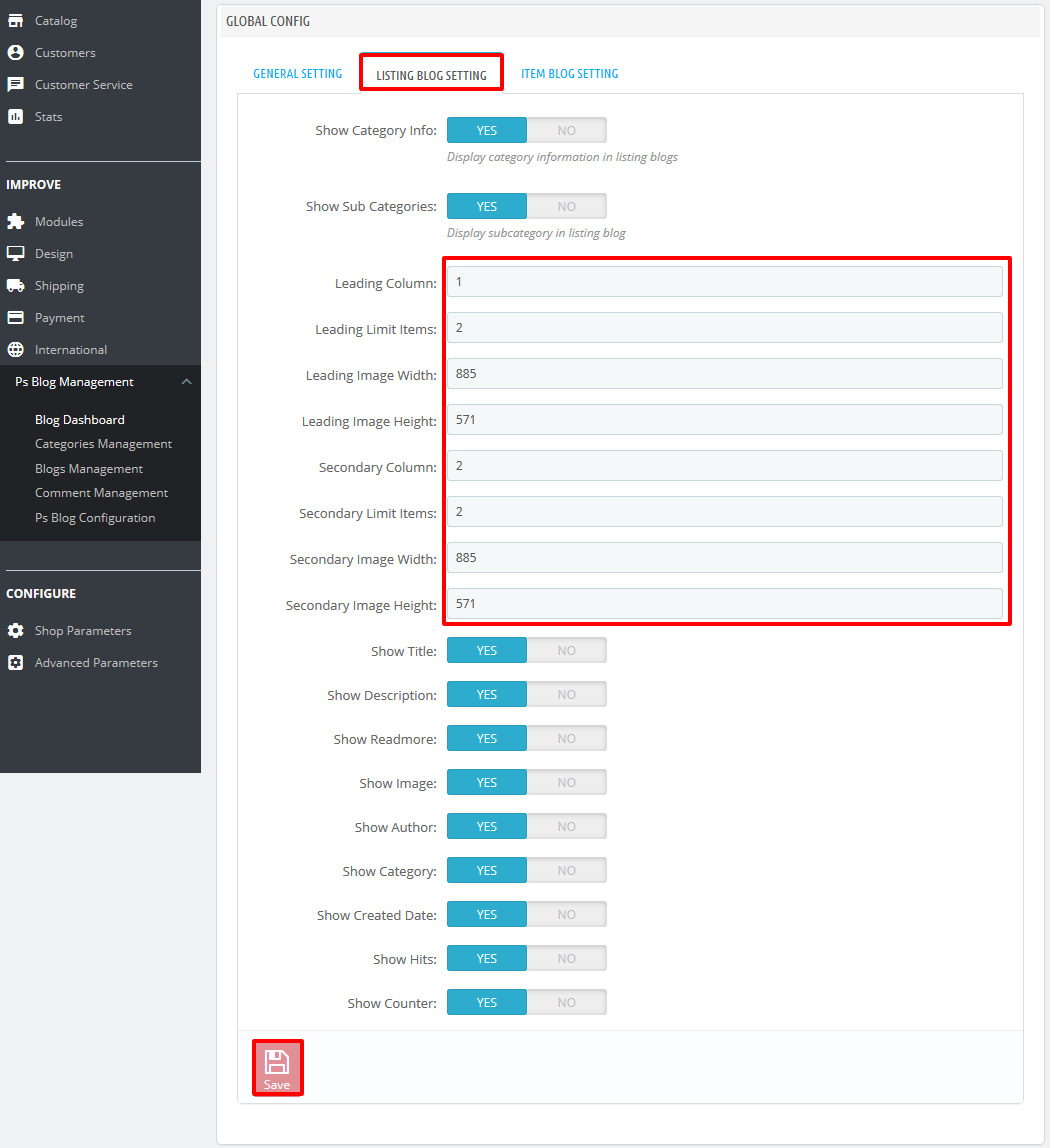 Catalog
Customers
Customer Service
Stats
IMPROVE
Modules
Design
Shipping
Payment
International
Ps Blog Management
Blog Dashboard
Categories Management
Blogs Management
Comment Management
Ps Blog Configuration
CONFIGURE
Shop Parameters
Advanced Parameters
GLOBAL CONFIG
GENERAL SETTING LISTING BLOG SETTING ITEM BLOG SETTING
Show Category Info: YES NO
Display category information in listing blogs
Show Sub Categories: YES NO
Display subcategory in listing blog
Leading Column: 1
Leading Limit Items: 2
Leading Image Width: 885
Leading Image Height: 571
Secondary Column: 2
Secondary Limit Items: 2
Secondary Image Width: 885
Secondary Image Height: 571
Show Title: YES NO
Show Description: YES NO
Show Readmore: YES NO
Show Image: YES NO
Show Author: YES NO
Show Category: YES NO
Show Created Date: YES NO
Show Hits: YES NO
Show Counter: YES NO
Save